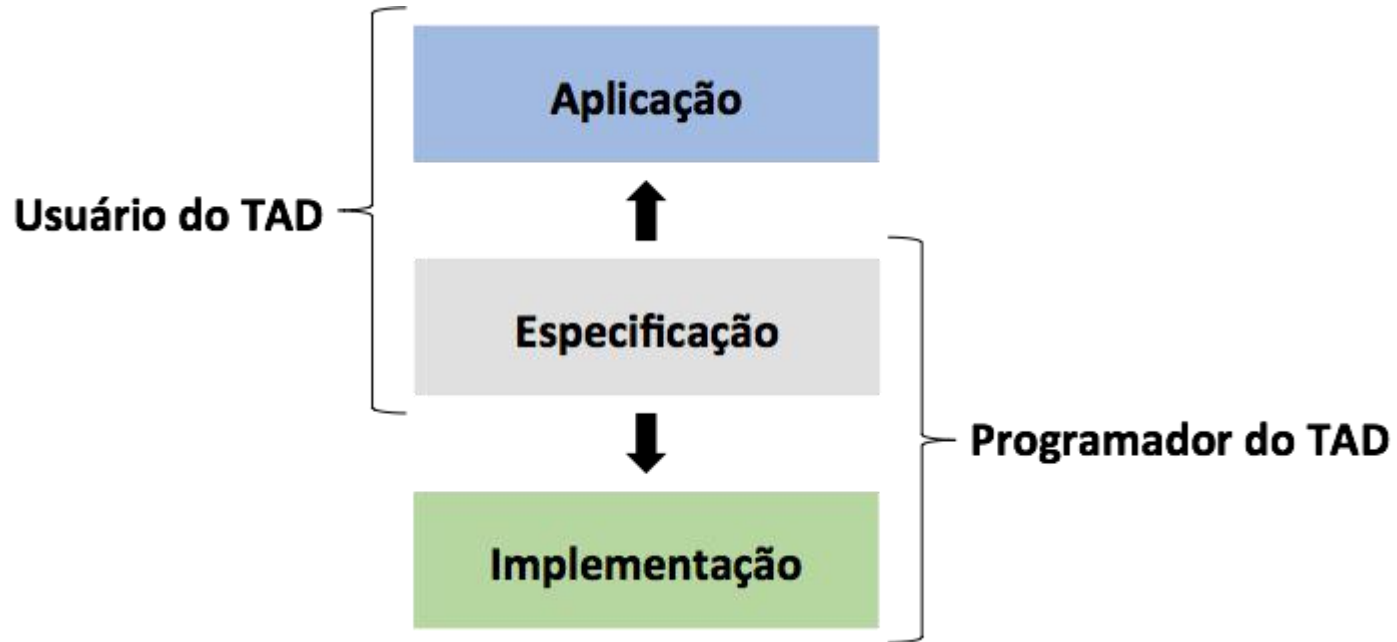 Aplicação
Usuário do TAD
Especificação
Programador do TAD
Implementação